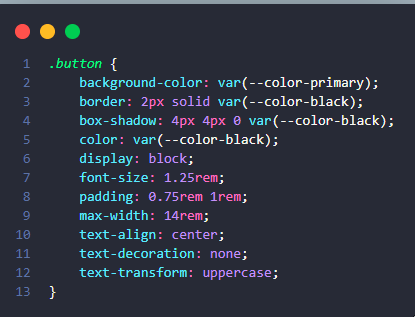 1 .button {
2     background-color: var(--color-primary);
3     border: 2px solid var(--color-black);
4     box-shadow: 4px 4px 0 var(--color-black);
5     color: var(--color-black);
6     display: block;
7     font-size: 1.25rem;
8     padding: 0.75rem 1rem;
9     max-width: 14rem;
10     text-align: center;
11     text-decoration: none;
12     text-transform: uppercase;
13 }